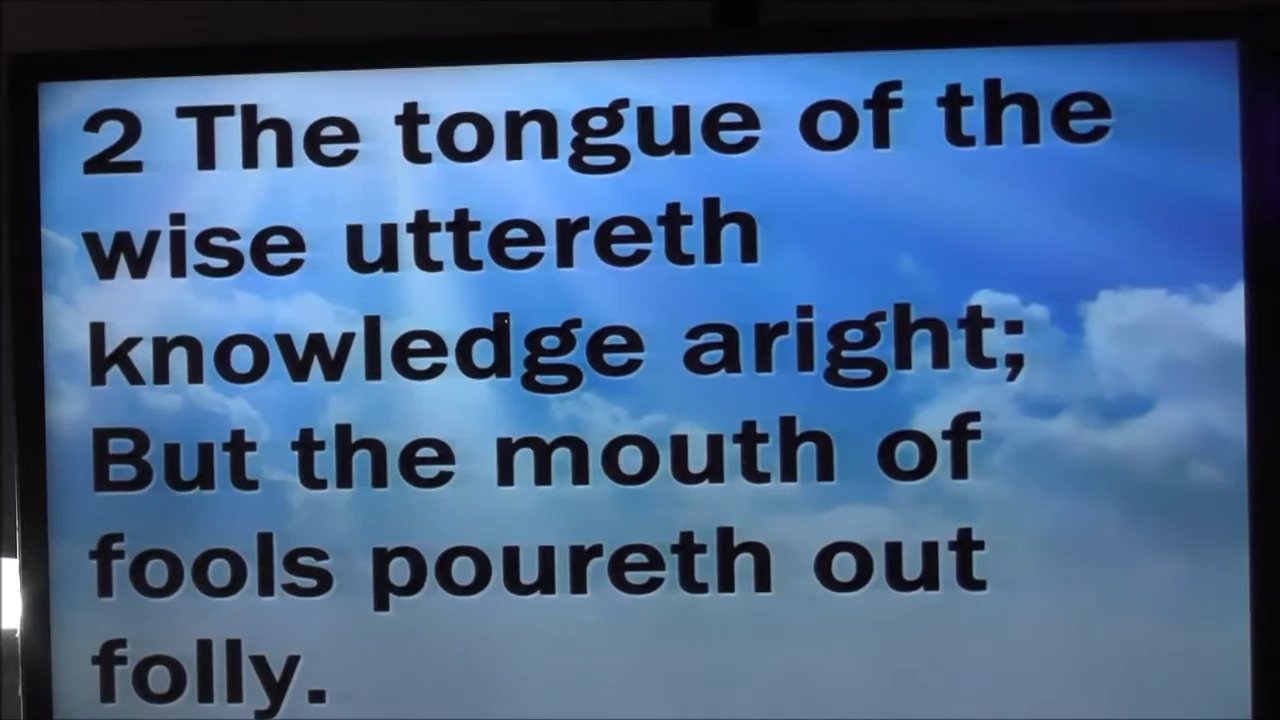 2 The tongue of the
wise uttereth
knowledge aright;
But the mouth of
fools poureth out
folly.